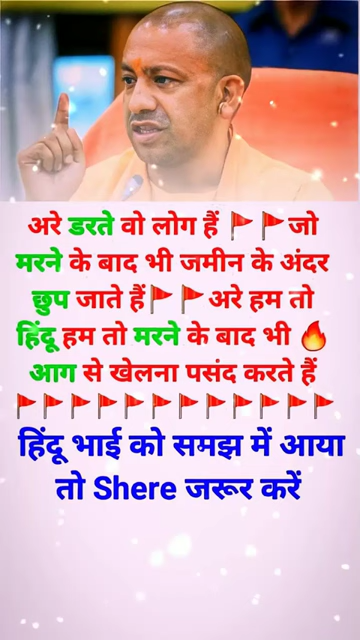 अरे डरते वो लोग हैं 🚩🚩जो
मरने के बाद भी जमीन के अंदर
छुप जाते हैं🚩🚩अरे हम तो
हिंदू हम तो मरने के बाद भी 🔥
आग से खेलना पसंद करते हैं
🚩🚩🚩🚩🚩🚩🚩🚩🚩🚩🚩🚩
हिंदू भाई को समझ में आया
तो Shere जरूर करें